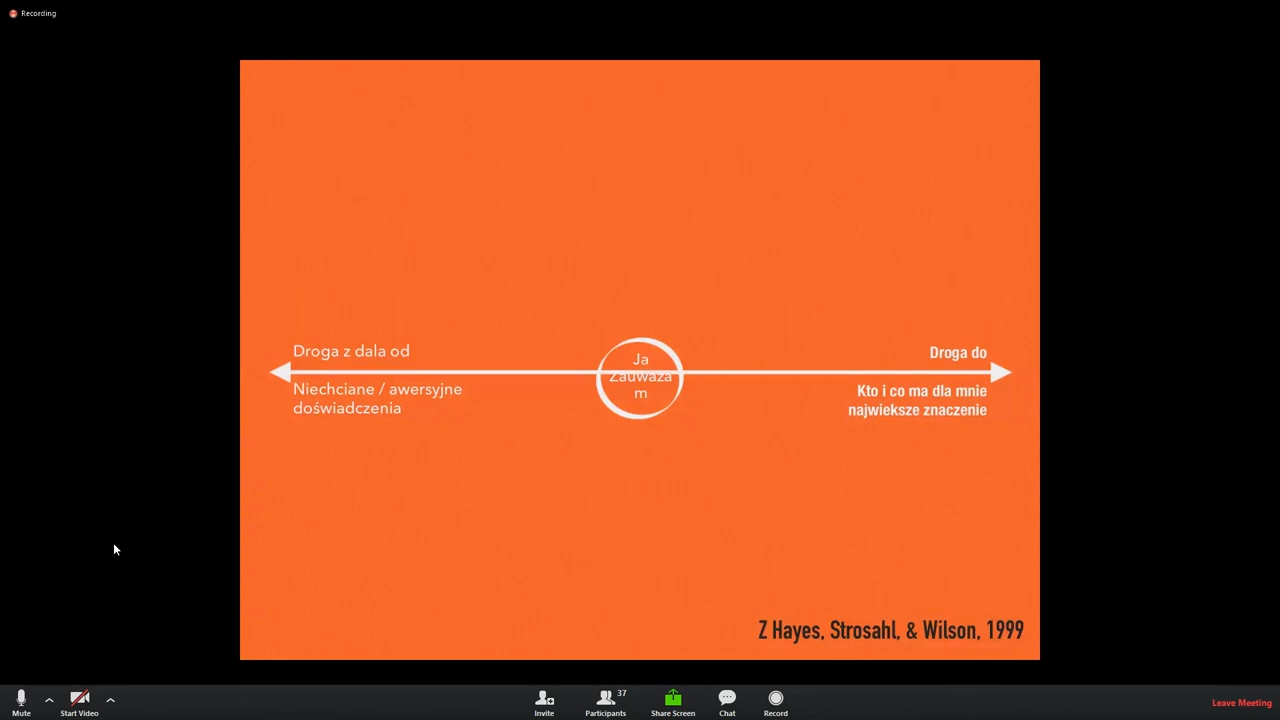 Recording
Droga z dala od
Niechciane / awersyjne
doświadczenia
Ja
Zauważa
m
Droga do
Kto i co ma dla mnie
najwieksze znaczenie
Z Hayes, Strosahl, & Wilson, 1999
Mute
Start Video
Invite
Participants
37
Share Screen
Chat
Record
Leave Meeting